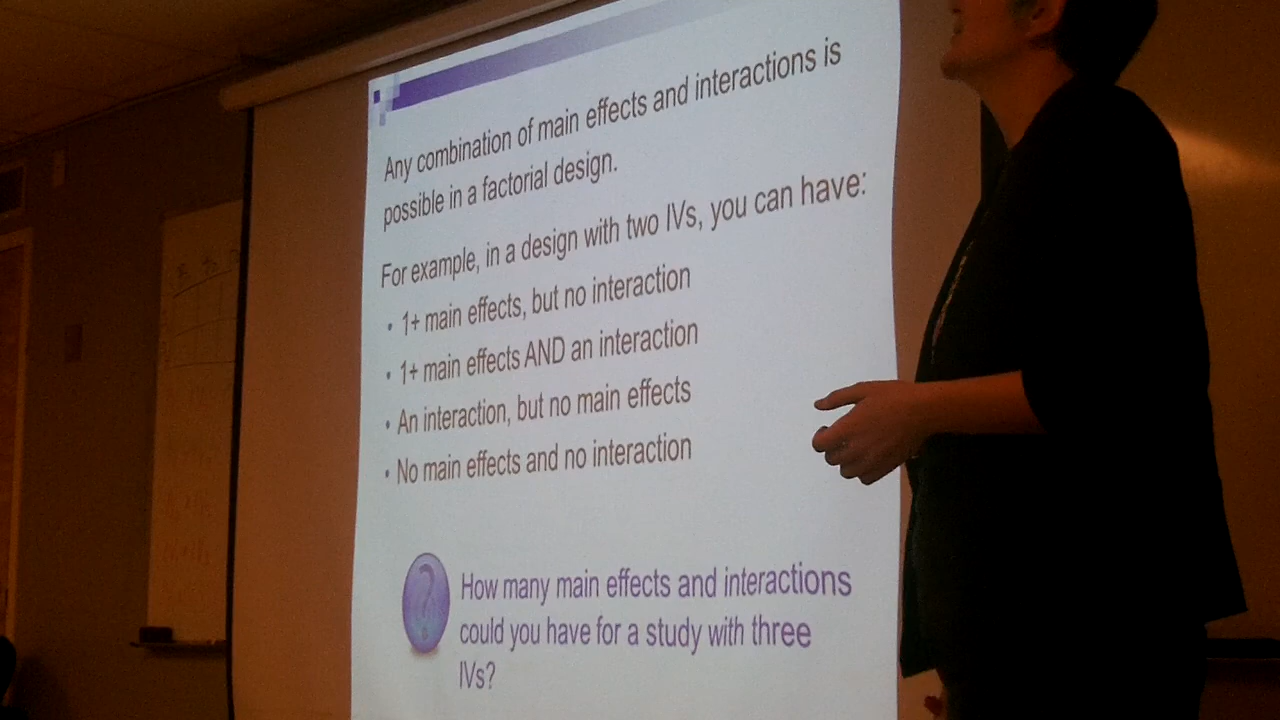 Any combination of main effects and interactions is
possible in a factorial design.
For example, in a design with two IVs, you can have:
• 1+ main effects, but no interaction
• 1+ main effects AND an interaction
• An interaction, but no main effects
• No main effects and no interaction
?
How many main effects and interactions
could you have for a study with three
IVs?